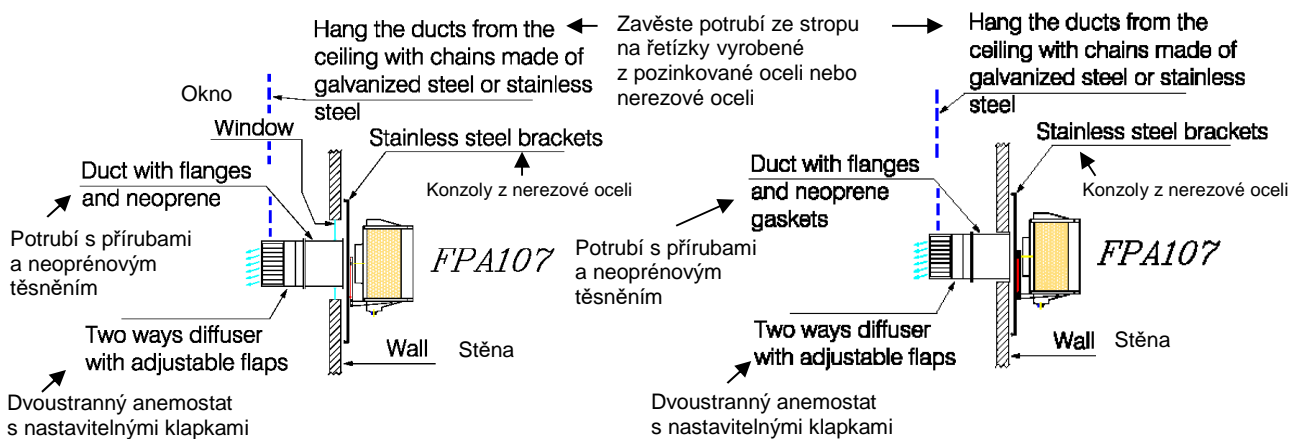 Hang the ducts from the
ceiling with chains made of
galvanized steel or stainless
steel
Zavěste potrubí ze stropu
na řetízky vyrobené
z pozinkované oceli nebo
nerezové oceli
Hang the ducts from the
ceiling with chains made of
galvanized steel or stainless
steel
Okno
Window
Stainless steel brackets
Konzoly z nerezové oceli
Duct with flanges
and neoprene
Potrubí s přírubami
a neoprénovým
těsněním
FPA107
Two ways diffuser
with adjustable flaps
Wall
Stěna
Dvoustranný anemostat
s nastavitelnými klapkami
Stainless steel brackets
Konzoly z nerezové oceli
Duct with flanges
and neoprene
gaskets
Potrubí s přírubami
a neoprénovým
těsněním
FPA107
Two ways diffuser
with adjustable flaps
Wall
Stěna
Dvoustranný anemostat
s nastavitelnými klapkami